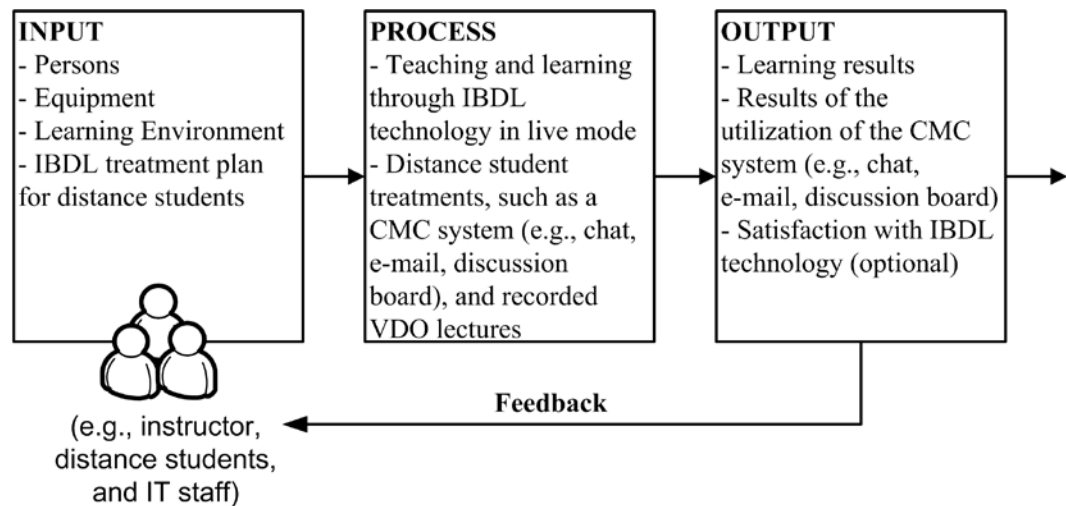 INPUT
- Persons
- Equipment
- Learning Environment
- IBDL treatment plan
for distance students
PROCESS
- Teaching and learning
through IBDL
technology in live mode
- Distance student
treatments, such as a
CMC system (e.g., chat,
e-mail, discussion
board), and recorded
VDO lectures
OUTPUT
- Learning results
- Results of the
utilization of the CMC
system (e.g., chat,
e-mail, discussion board)
- Satisfaction with IBDL
technology (optional)
Feedback
(e.g., instructor,
distance students,
and IT staff)